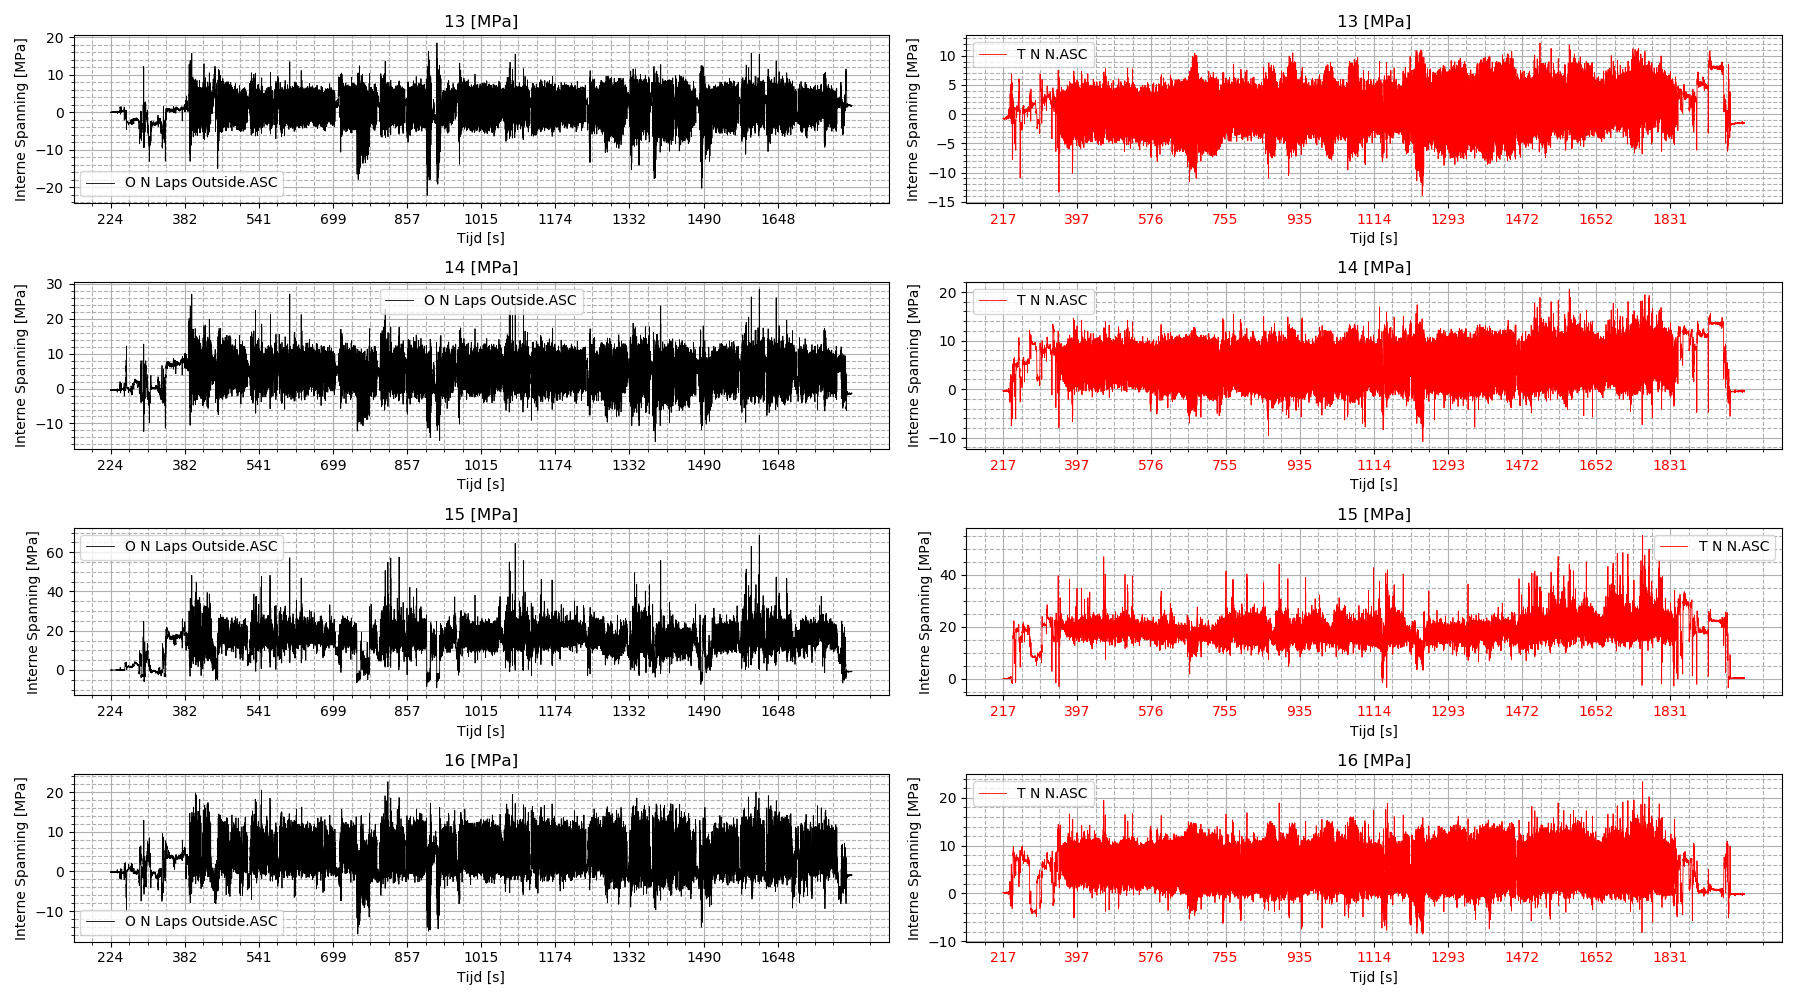 13 [MPa]
Interne Spanning [MPa]
20
10
0
−10
−20
O N Laps Outside.ASC
224 382 541 699 857 1015 1174 1332 1490 1648
Tijd [s]
13 [MPa]
Interne Spanning [MPa]
10
5
0
−5
−10
−15
T N N.ASC
217 397 576 755 935 1114 1293 1472 1652 1831
Tijd [s]
14 [MPa]
Interne Spanning [MPa]
30
20
10
0
−10
O N Laps Outside.ASC
224 382 541 699 857 1015 1174 1332 1490 1648
Tijd [s]
14 [MPa]
Interne Spanning [MPa]
20
10
0
−10
T N N.ASC
217 397 576 755 935 1114 1293 1472 1652 1831
Tijd [s]
15 [MPa]
Interne Spanning [MPa]
60
40
20
0
O N Laps Outside.ASC
224 382 541 699 857 1015 1174 1332 1490 1648
Tijd [s]
15 [MPa]
Interne Spanning [MPa]
40
20
0
T N N.ASC
217 397 576 755 935 1114 1293 1472 1652 1831
Tijd [s]
16 [MPa]
Interne Spanning [MPa]
20
10
0
−10
O N Laps Outside.ASC
224 382 541 699 857 1015 1174 1332 1490 1648
Tijd [s]
16 [MPa]
Interne Spanning [MPa]
20
10
0
−10
T N N.ASC
217 397 576 755 935 1114 1293 1472 1652 1831
Tijd [s]